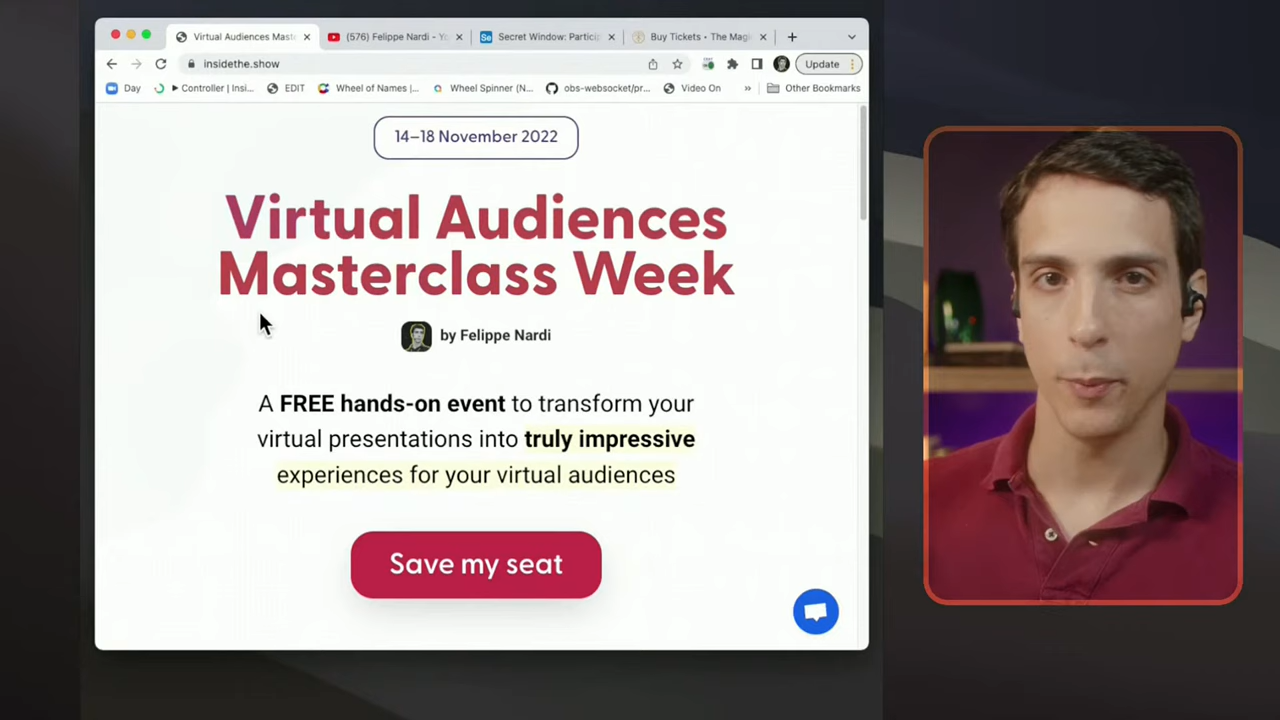 Virtual Audiences Maste
(576) Felippe Nardi - Yo
Secret Window: Particip
Buy Tickets • The Magi
insidethe.show
Update
Day
Controller | Insi...
EDIT
Wheel of Names |...
Wheel Spinner (N...
obs-websocket/pr...
Video On
»
Other Bookmarks
14–18 November 2022
Virtual Audiences
Masterclass Week
by Felippe Nardi
A FREE hands-on event to transform your
virtual presentations into truly impressive
experiences for your virtual audiences
Save my seat